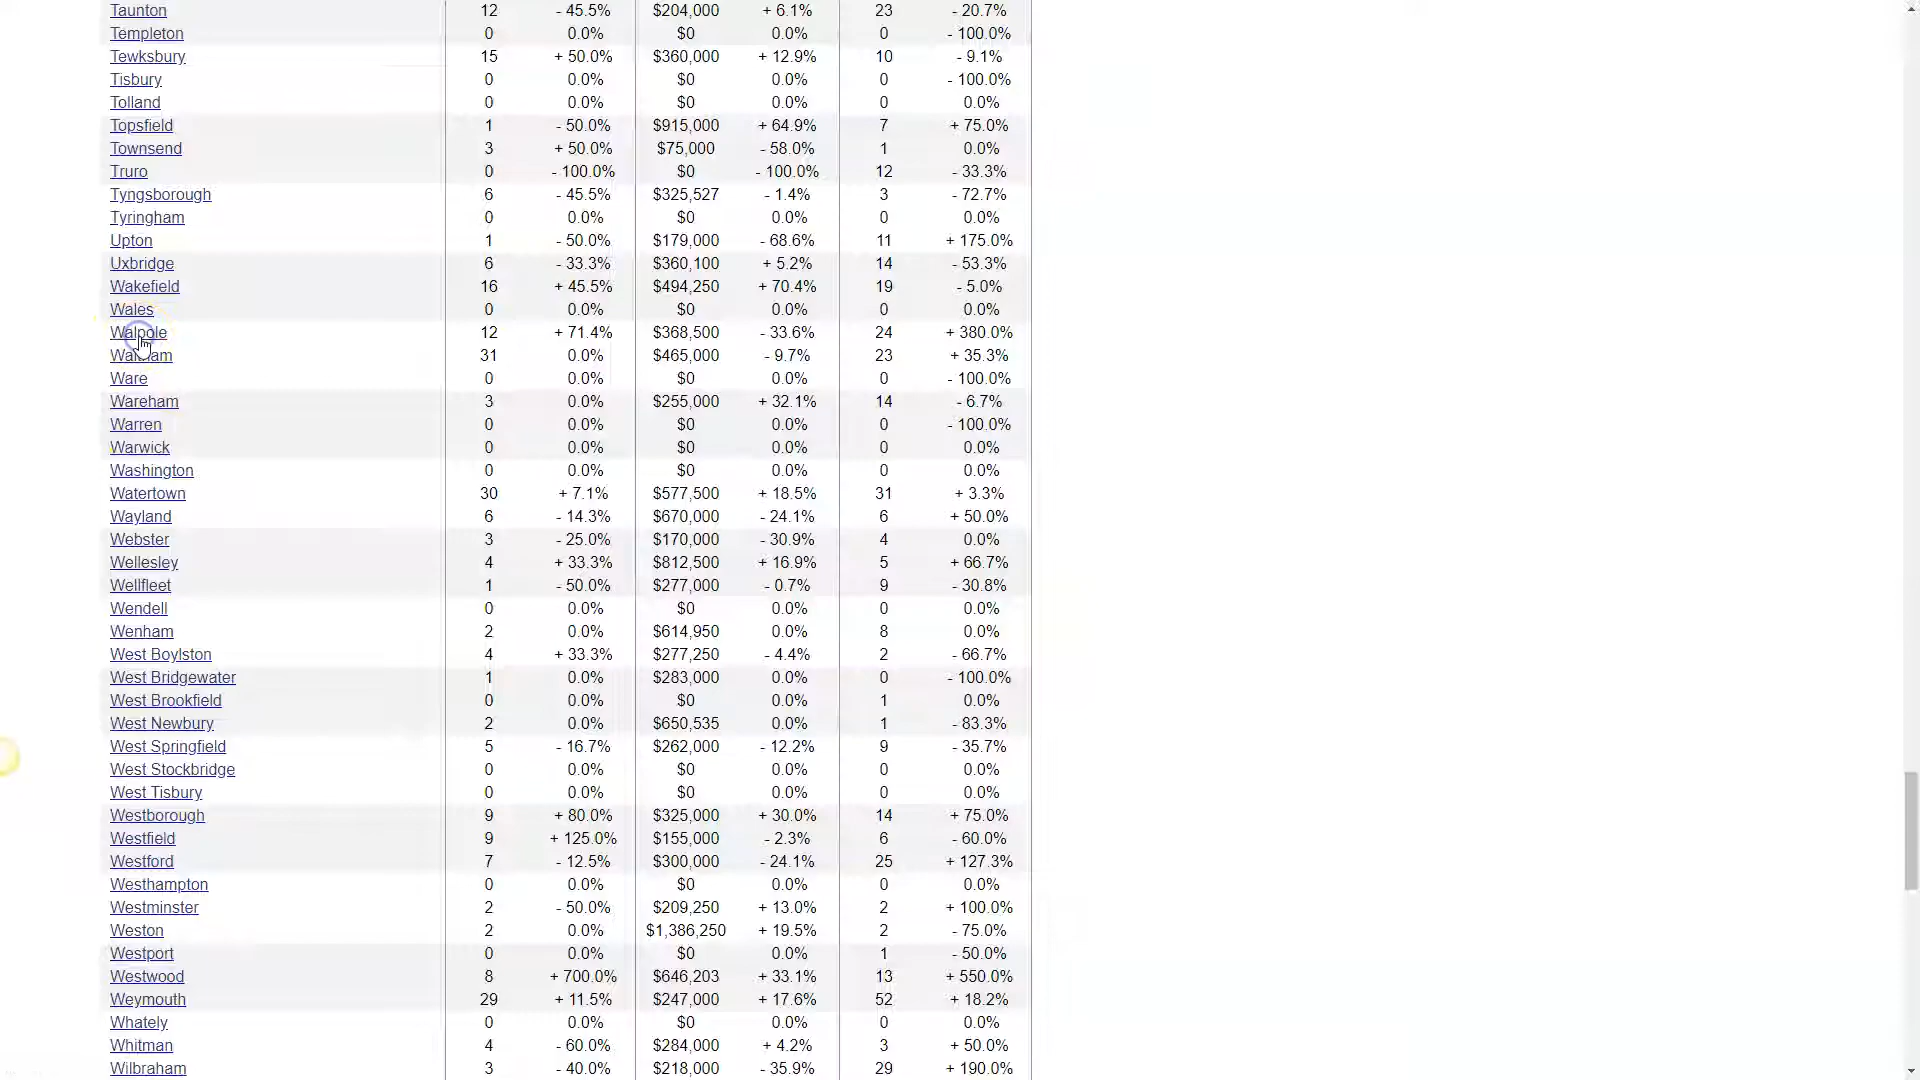 Taunton 12 - 45.5% $204,000 + 6.1% 23 - 20.7%
Templeton 0 0.0% $0 0.0% 0 - 100.0%
Tewksbury 15 + 50.0% $360,000 + 12.9% 10 - 9.1%
Tisbury 0 0.0% $0 0.0% 0 - 100.0%
Tolland 0 0.0% $0 0.0% 0 0.0%
Topsfield 1 - 50.0% $915,000 + 64.9% 7 + 75.0%
Townsend 3 + 50.0% $75,000 - 58.0% 1 0.0%
Truro 0 - 100.0% $0 - 100.0% 12 - 33.3%
Tyngsborough 6 - 45.5% $325,527 - 1.4% 3 - 72.7%
Tyringham 0 0.0% $0 0.0% 0 0.0%
Upton 1 - 50.0% $179,000 - 68.6% 11 + 175.0%
Uxbridge 6 - 33.3% $360,100 + 5.2% 14 - 53.3%
Wakefield 16 + 45.5% $494,250 + 70.4% 19 - 5.0%
Wales 0 0.0% $0 0.0% 0 0.0%
Walpole 12 + 71.4% $368,500 - 33.6% 24 + 380.0%
Waltham 31 0.0% $465,000 - 9.7% 23 + 35.3%
Ware 0 0.0% $0 0.0% 0 - 100.0%
Wareham 3 0.0% $255,000 + 32.1% 14 - 6.7%
Warren 0 0.0% $0 0.0% 0 - 100.0%
Warwick 0 0.0% $0 0.0% 0 0.0%
Washington 0 0.0% $0 0.0% 0 0.0%
Watertown 30 + 7.1% $577,500 + 18.5% 31 + 3.3%
Wayland 6 - 14.3% $670,000 - 24.1% 6 + 50.0%
Webster 3 - 25.0% $170,000 - 30.9% 4 0.0%
Wellesley 4 + 33.3% $812,500 + 16.9% 5 + 66.7%
Wellfleet 1 - 50.0% $277,000 - 0.7% 9 - 30.8%
Wendell 0 0.0% $0 0.0% 0 0.0%
Wenham 2 0.0% $614,950 0.0% 8 0.0%
West Boylston 4 + 33.3% $277,250 - 4.4% 2 - 66.7%
West Bridgewater 1 0.0% $283,000 0.0% 0 - 100.0%
West Brookfield 0 0.0% $0 0.0% 1 0.0%
West Newbury 2 0.0% $650,535 0.0% 1 - 83.3%
West Springfield 5 - 16.7% $262,000 - 12.2% 9 - 35.7%
West Stockbridge 0 0.0% $0 0.0% 0 0.0%
West Tisbury 0 0.0% $0 0.0% 0 0.0%
Westborough 9 + 80.0% $325,000 + 30.0% 14 + 75.0%
Westfield 9 + 125.0% $155,000 - 2.3% 6 - 60.0%
Westford 7 - 12.5% $300,000 - 24.1% 25 + 127.3%
Westhampton 0 0.0% $0 0.0% 0 0.0%
Westminster 2 - 50.0% $209,250 + 13.0% 2 + 100.0%
Weston 2 0.0% $1,386,250 + 19.5% 2 - 75.0%
Westport 0 0.0% $0 0.0% 1 - 50.0%
Westwood 8 + 700.0% $646,203 + 33.1% 13 + 550.0%
Weymouth 29 + 11.5% $247,000 + 17.6% 52 + 18.2%
Whately 0 0.0% $0 0.0% 0 0.0%
Whitman 4 - 60.0% $284,000 + 4.2% 3 + 50.0%
Wilbraham 3 - 40.0% $218,000 - 35.9% 29 + 190.0%